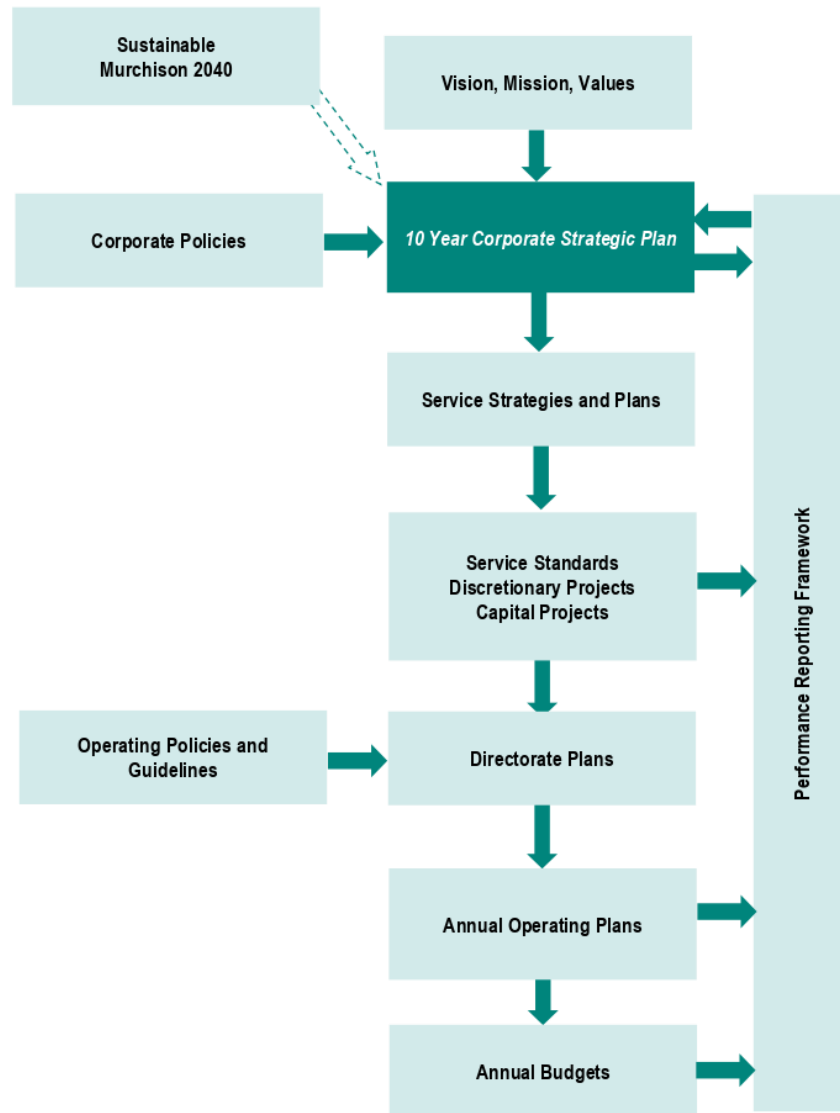 Sustainable
Murchison 2040
Vision, Mission, Values
Corporate Policies
10 Year Corporate Strategic Plan
Service Strategies and Plans
Service Standards
Discretionary Projects
Capital Projects
Performance Reporting Framework
Operating Policies and
Guidelines
Directorate Plans
Annual Operating Plans
Annual Budgets